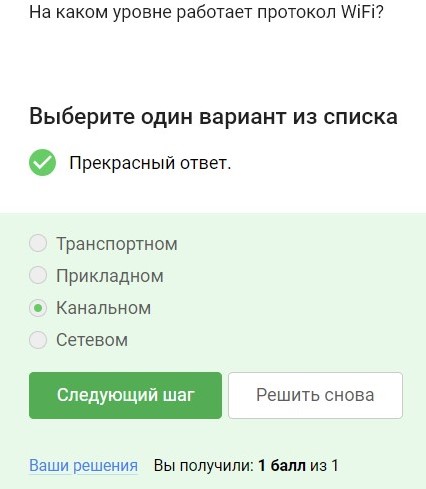 На каком уровне работает протокол WiFi?
Выберите один вариант из списка
Прекрасный ответ.
Транспортном
Прикладном
Канальном
Сетевом
Следующий шаг
Решить снова
Ваши решения Вы получили: 1 балл из 1